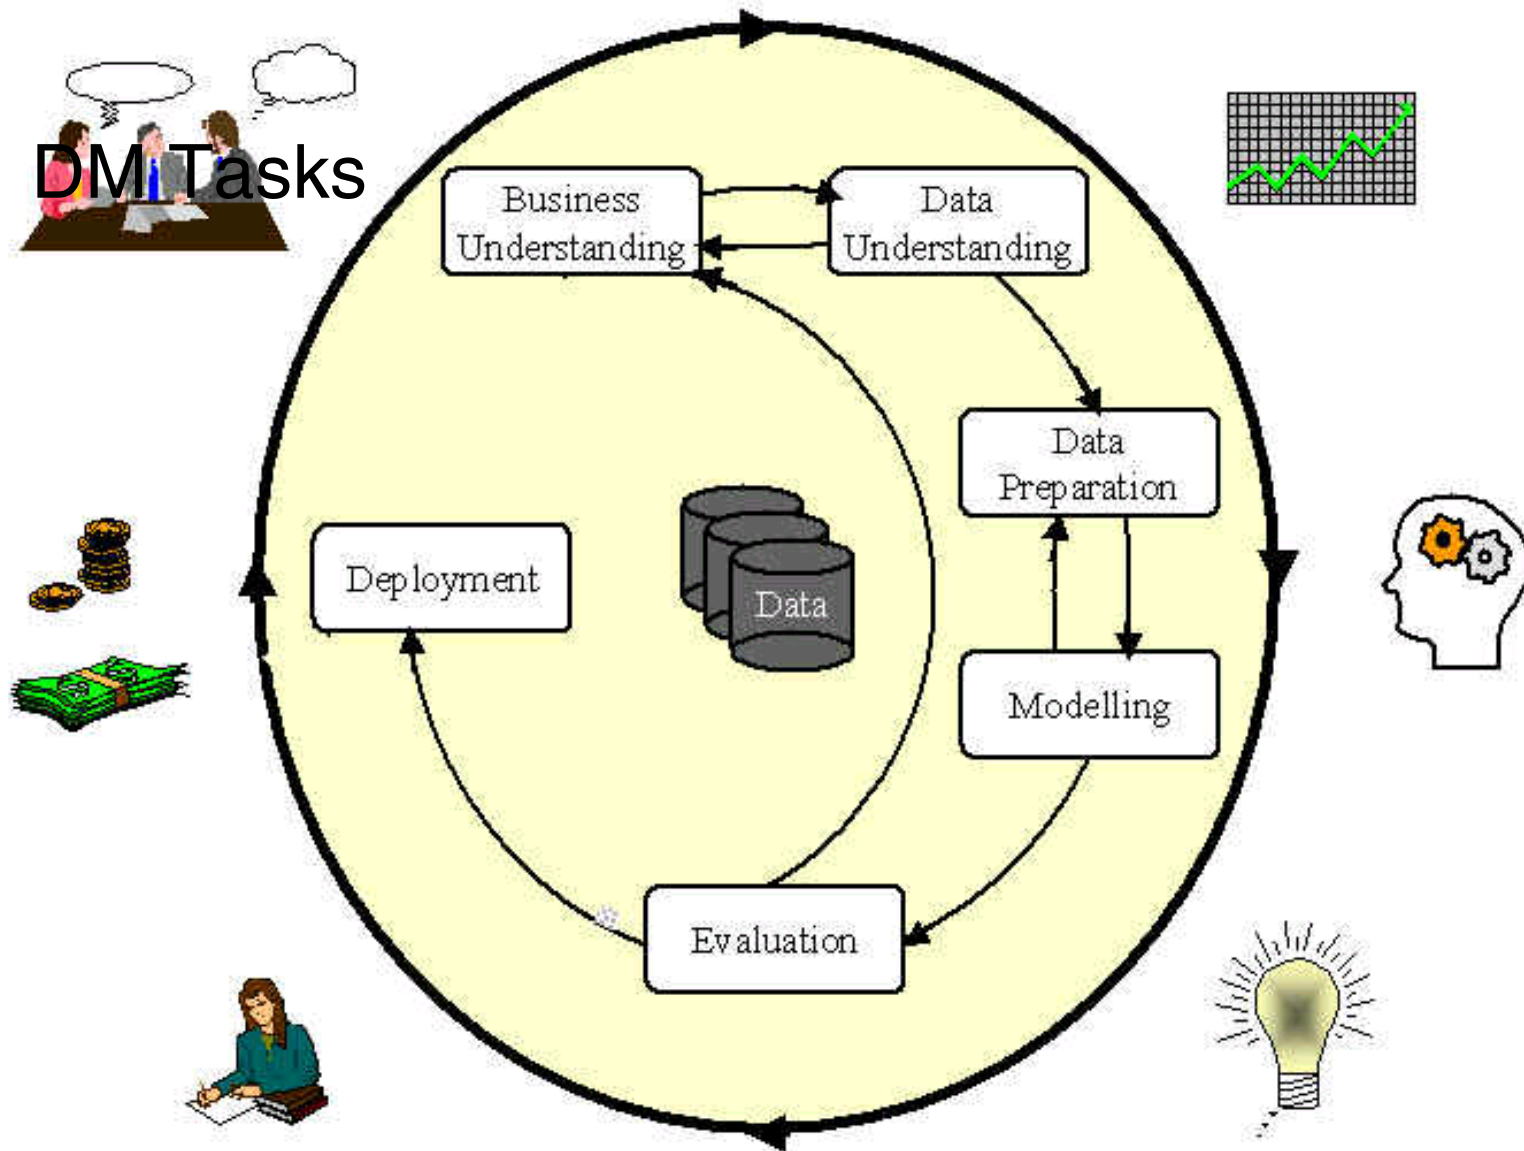 DM Tasks
Business
Understanding
Data
Understanding
Data
Preparation
Deployment
Data
Modelling
Evaluation